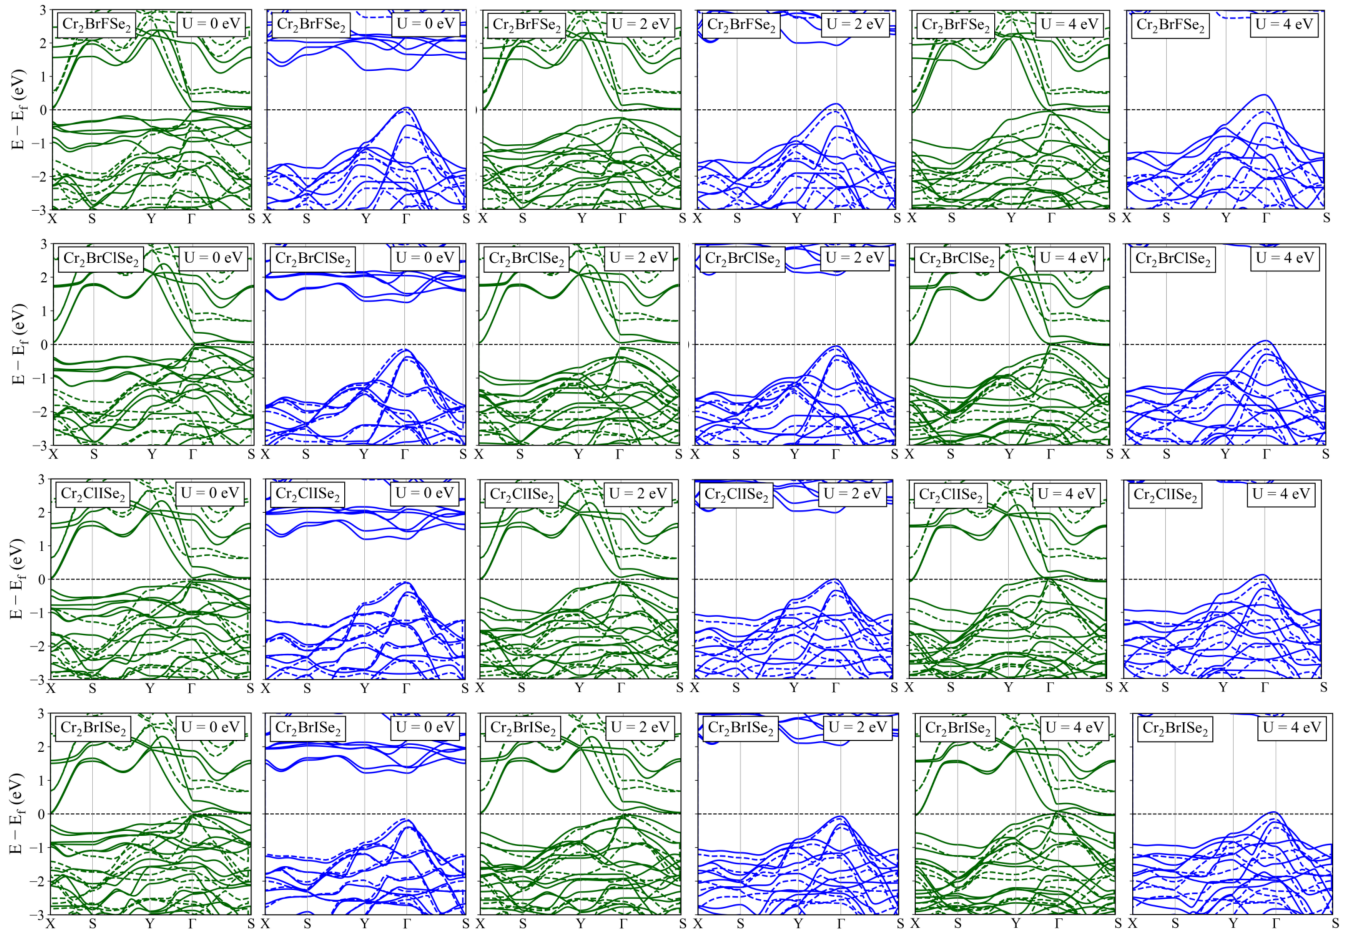 Cr₂BrFSe₂ U = 0 eV Cr₂BrFSe₂ U = 0 eV Cr₂BrFSe₂ U = 2 eV Cr₂BrFSe₂ U = 2 eV Cr₂BrFSe₂ U = 4 eV Cr₂BrFSe₂ U = 4 eV
E − E_f (eV)
3
2
1
0
−1
−2
−3
X S Y Γ S X S Y Γ S X S Y Γ S X S Y Γ S X S Y Γ S X S Y Γ S
Cr₂BrClSe₂ U = 0 eV Cr₂BrClSe₂ U = 0 eV Cr₂BrClSe₂ U = 2 eV Cr₂BrClSe₂ U = 2 eV Cr₂BrClSe₂ U = 4 eV Cr₂BrClSe₂ U = 4 eV
E − E_f (eV)
3
2
1
0
−1
−2
−3
X S Y Γ S X S Y Γ S X S Y Γ S X S Y Γ S X S Y Γ S X S Y Γ S
Cr₂ClISe₂ U = 0 eV Cr₂ClISe₂ U = 0 eV Cr₂ClISe₂ U = 2 eV Cr₂ClISe₂ U = 2 eV Cr₂ClISe₂ U = 4 eV Cr₂ClISe₂ U = 4 eV
E − E_f (eV)
3
2
1
0
−1
−2
−3
X S Y Γ S X S Y Γ S X S Y Γ S X S Y Γ S X S Y Γ S X S Y Γ S
Cr₂BrISe₂ U = 0 eV Cr₂BrISe₂ U = 0 eV Cr₂BrISe₂ U = 2 eV Cr₂BrISe₂ U = 2 eV Cr₂BrISe₂ U = 4 eV Cr₂BrISe₂ U = 4 eV
E − E_f (eV)
3
2
1
0
−1
−2
−3
X S Y Γ S X S Y Γ S X S Y Γ S X S Y Γ S X S Y Γ S X S Y Γ S